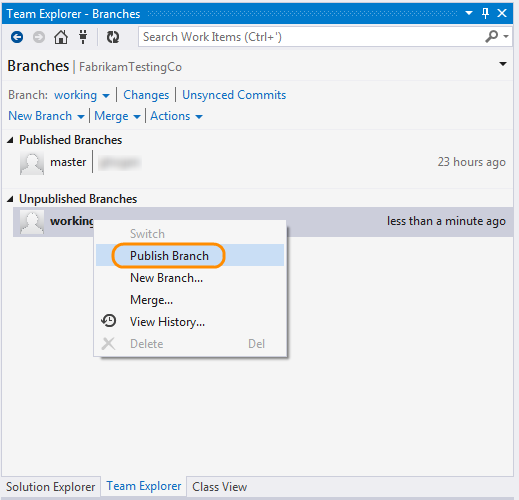 Team Explorer - Branches
Search Work Items (Ctrl+')
Branches | FabrikamTestingCo
Branch: working | Changes | Unsynced Commits
New Branch | Merge | Actions
Published Branches
master 23 hours ago
Unpublished Branches
working less than a minute ago
Switch
Publish Branch
New Branch...
Merge...
View History...
Delete Del
Solution Explorer Team Explorer Class View